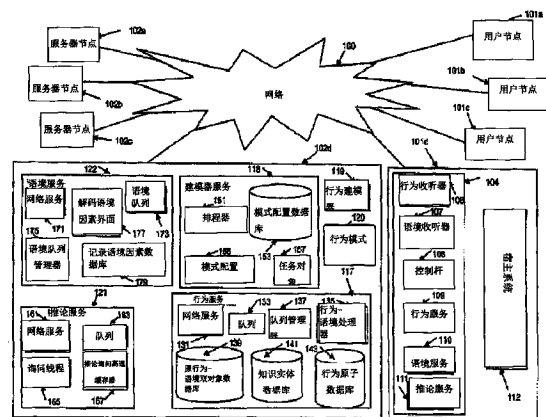 102a
服务器节点
102b
服务器节点
102c
服务器节点
100
网络
101a
用户节点
101b
用户节点
101c
用户节点
102d
101d
122
语境服务
网络服务
171
解码语境
因素界面
177
语境
队列
173
175
语境队列
管理器
记录语境因素数
据库
179
118
建模器服务
151
排程器
模式配置数据
库
153
模式配置
157
任务对
119
行为建模
器
120
行为模式
117
121
推论服务
网络服务
队列
询问线程
165
推论询问高速
缓存器
167
行为服务
网络服务
131
133
队列
137
队列管理
器
135
行为-
语境处理
器
139
原行为-
语境双对象数
据库
141
知识实体
数据库
143
行为原子
数据库
104
行为收听器
106
107
语境收听器
108
控制杆
109
行为服务
110
语境服务
111
推论服务
宿主系统
112